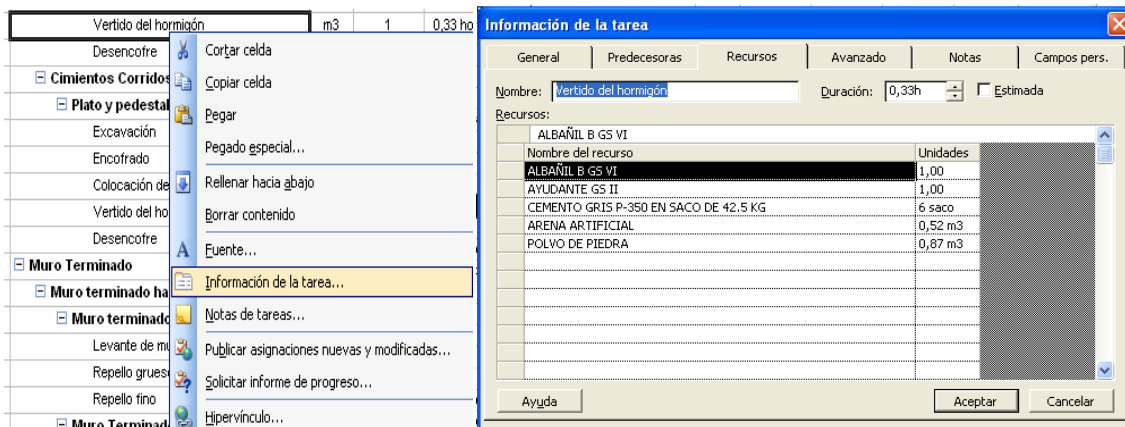 Vertido del hormigón m3 1 0,33 ho
Desencofre
Cimientos Corridos
Plato y pedestal
Excavación
Encofrado
Colocación de
Vertido del ho
Desencofre
Muro Terminado
Muro terminado ha
Muro terminado
Levante de mu
Repello grues
Repello fino
Muro Terminad
Cortar celda
Copiar celda
Pegar
Pegado especial...
Rellenar hacia abajo
Borrar contenido
Fuente...
Información de la tarea...
Notas de tareas...
Publicar asignaciones nuevas y modificadas...
Solicitar informe de progreso...
Hipervínculo...
Información de la tarea
General Predecesoras Recursos Avanzado Notas Campos pers.
Nombre: Vertido del hormigón Duración: 0,33h Estimada
Recursos:
ALBAÑIL B GS VI
Nombre del recurso Unidades
ALBAÑIL B GS VI 1,00
AYUDANTE GS II 1,00
CEMENTO GRIS P-350 EN SACO DE 42.5 KG 6 saco
ARENA ARTIFICIAL 0,52 m3
POLVO DE PIEDRA 0,87 m3
Ayuda Aceptar Cancelar